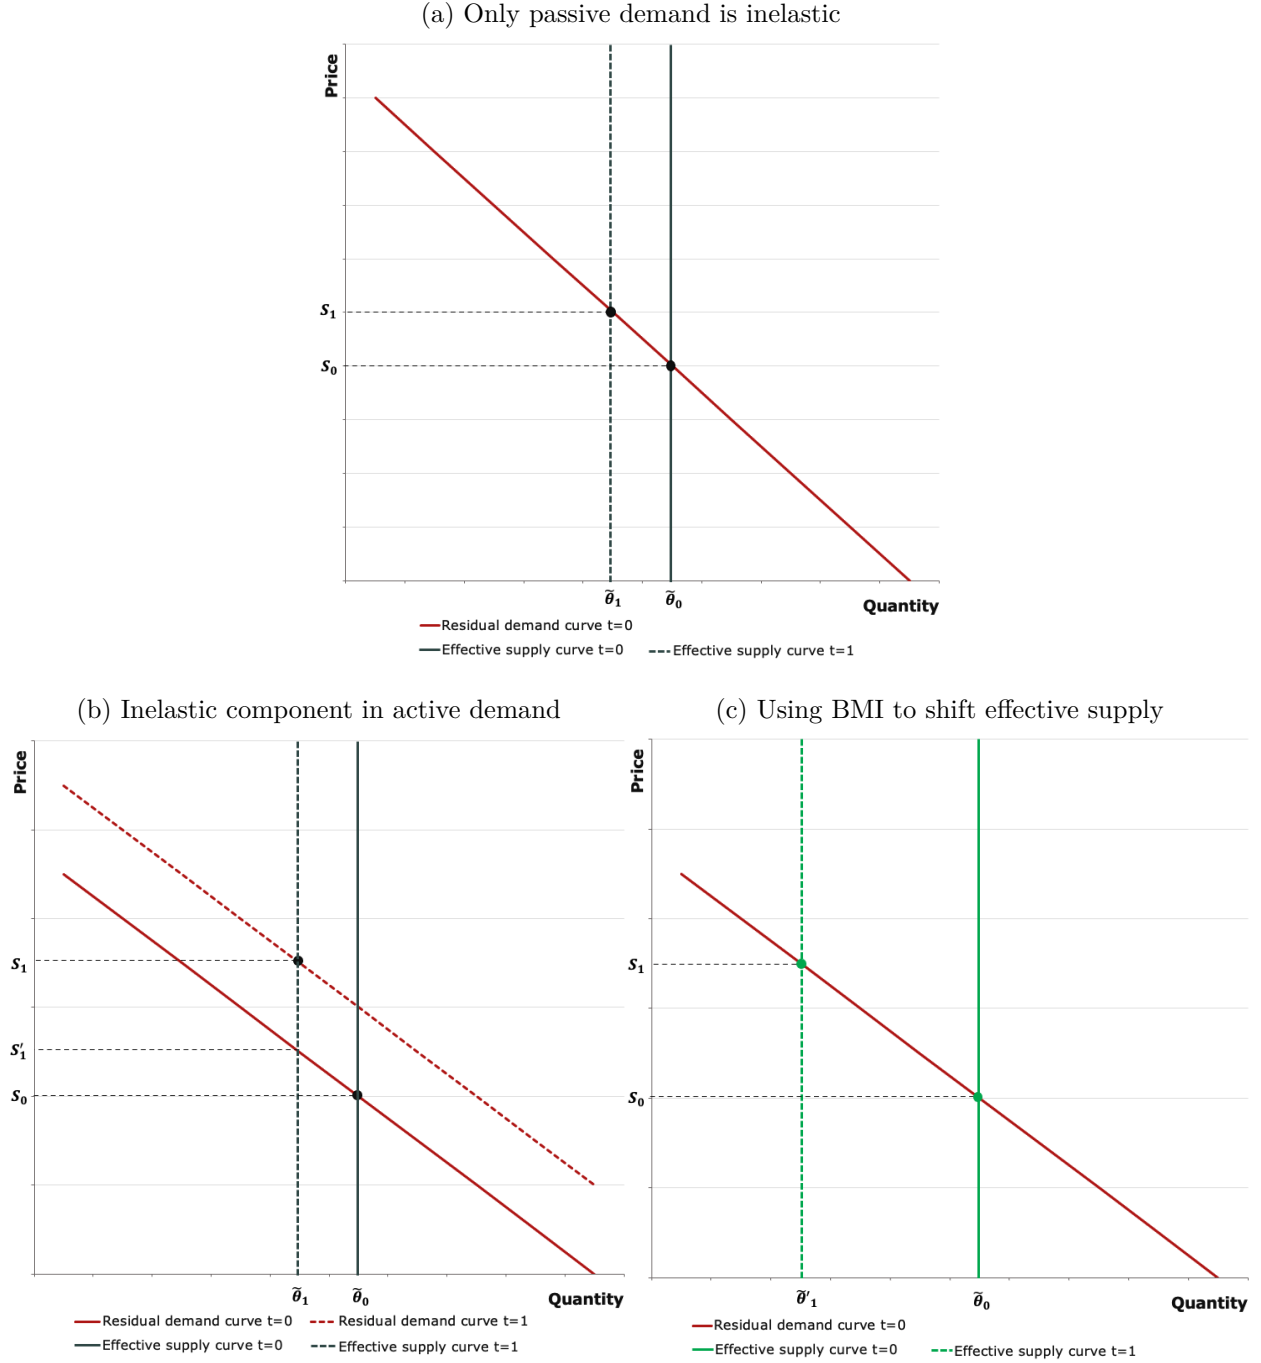 (a) Only passive demand is inelastic
Price
S₁
S₀
θ̃₁ θ̃₀
Quantity
Residual demand curve t=0
Effective supply curve t=0 Effective supply curve t=1
(b) Inelastic component in active demand
Price
S₁
S′₁
S₀
θ̃₁ θ̃₀
Quantity
Residual demand curve t=0 Residual demand curve t=1
Effective supply curve t=0 Effective supply curve t=1
(c) Using BMI to shift effective supply
Price
S₁
S₀
θ̃′₁ θ̃₀
Quantity
Residual demand curve t=0
Effective supply curve t=0 Effective supply curve t=1